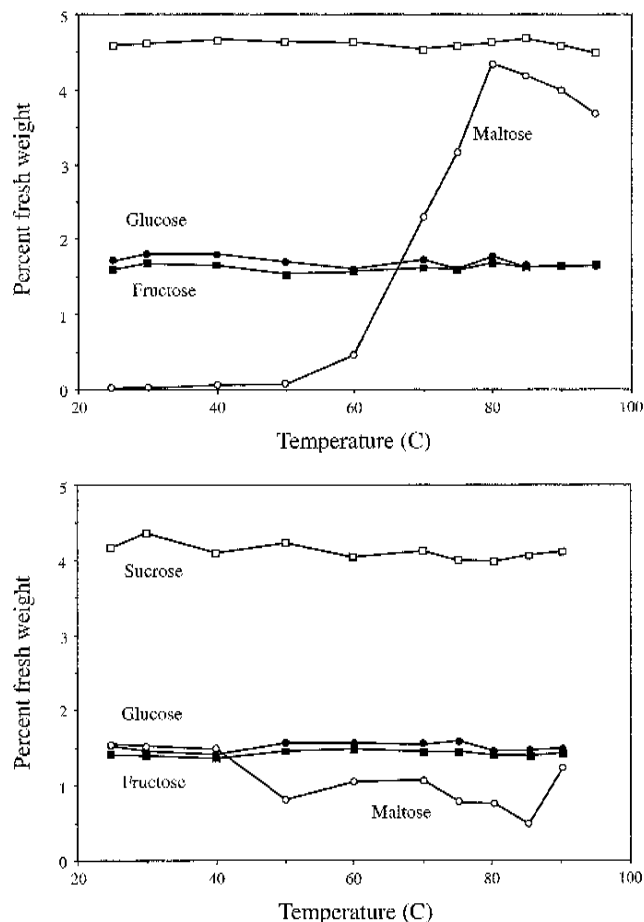 5
4
3
2
1
0
Percent fresh weight
Maltose
Glucose
Fructose
20
40
60
80
100
Temperature (C)
5
4
3
2
1
0
Percent fresh weight
Sucrose
Glucose
Fructose
Maltose
20
40
60
80
100
Temperature (C)